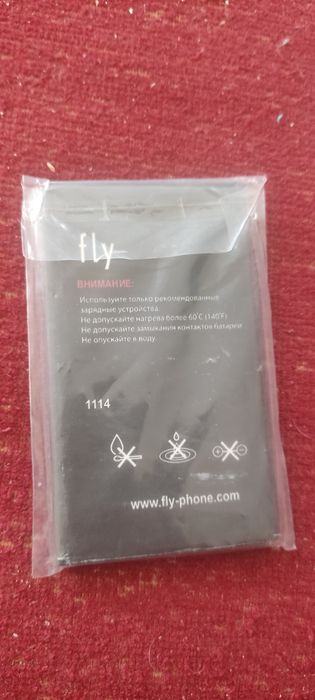 fly
ВНИМАНИЕ:
Используите только рекомендованные
зарядные устройства.
Не допускайте нагрева более 60°C (140°F)
Не допускайте замыкания контактов батареи
Не опускайте в воду.
1114
www.fly-phone.com